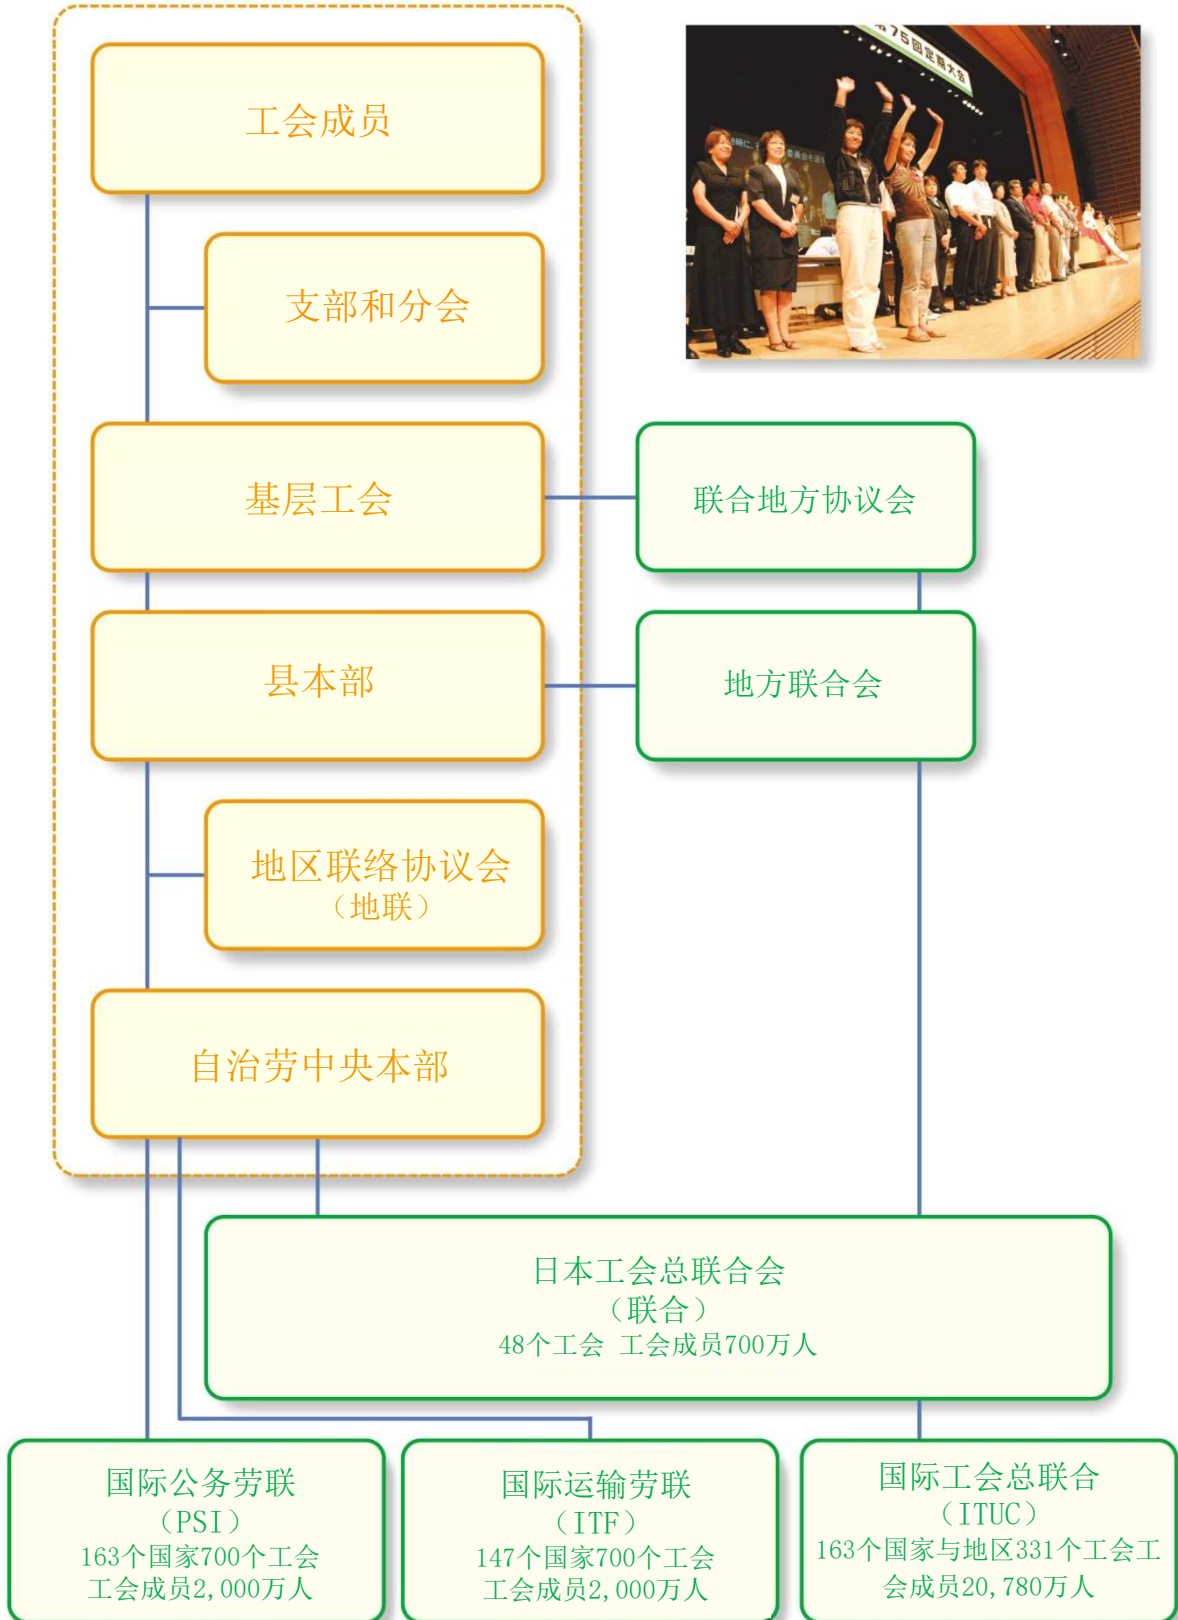 工会成员
第75回定期大会
支部和分会
基层工会
联合地方协议会
县本部
地方联合会
地区联络协议会
（地联）
自治劳中央本部
日本工会总联合会
（联合）
48个工会 工会成员700万人
国际公务劳联
（PSI）
163个国家700个工会
工会成员2,000万人
国际运输劳联
（ITF）
147个国家700个工会
工会成员2,000万人
国际工会总联合
（ITUC）
163个国家与地区331个工会工
会成员20,780万人